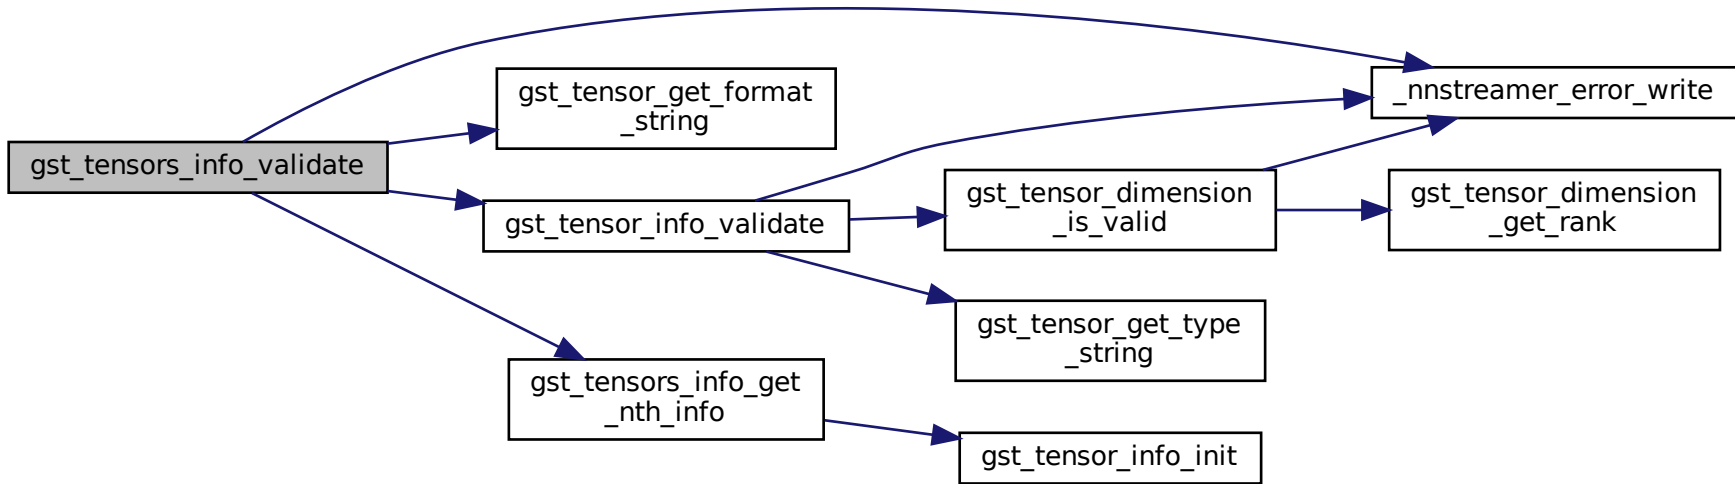 gst_tensors_info_validate
gst_tensor_get_format
_string
gst_tensor_info_validate
gst_tensors_info_get
_nth_info
gst_tensor_dimension
_is_valid
gst_tensor_get_type
_string
gst_tensor_info_init
_nnstreamer_error_write
gst_tensor_dimension
_get_rank